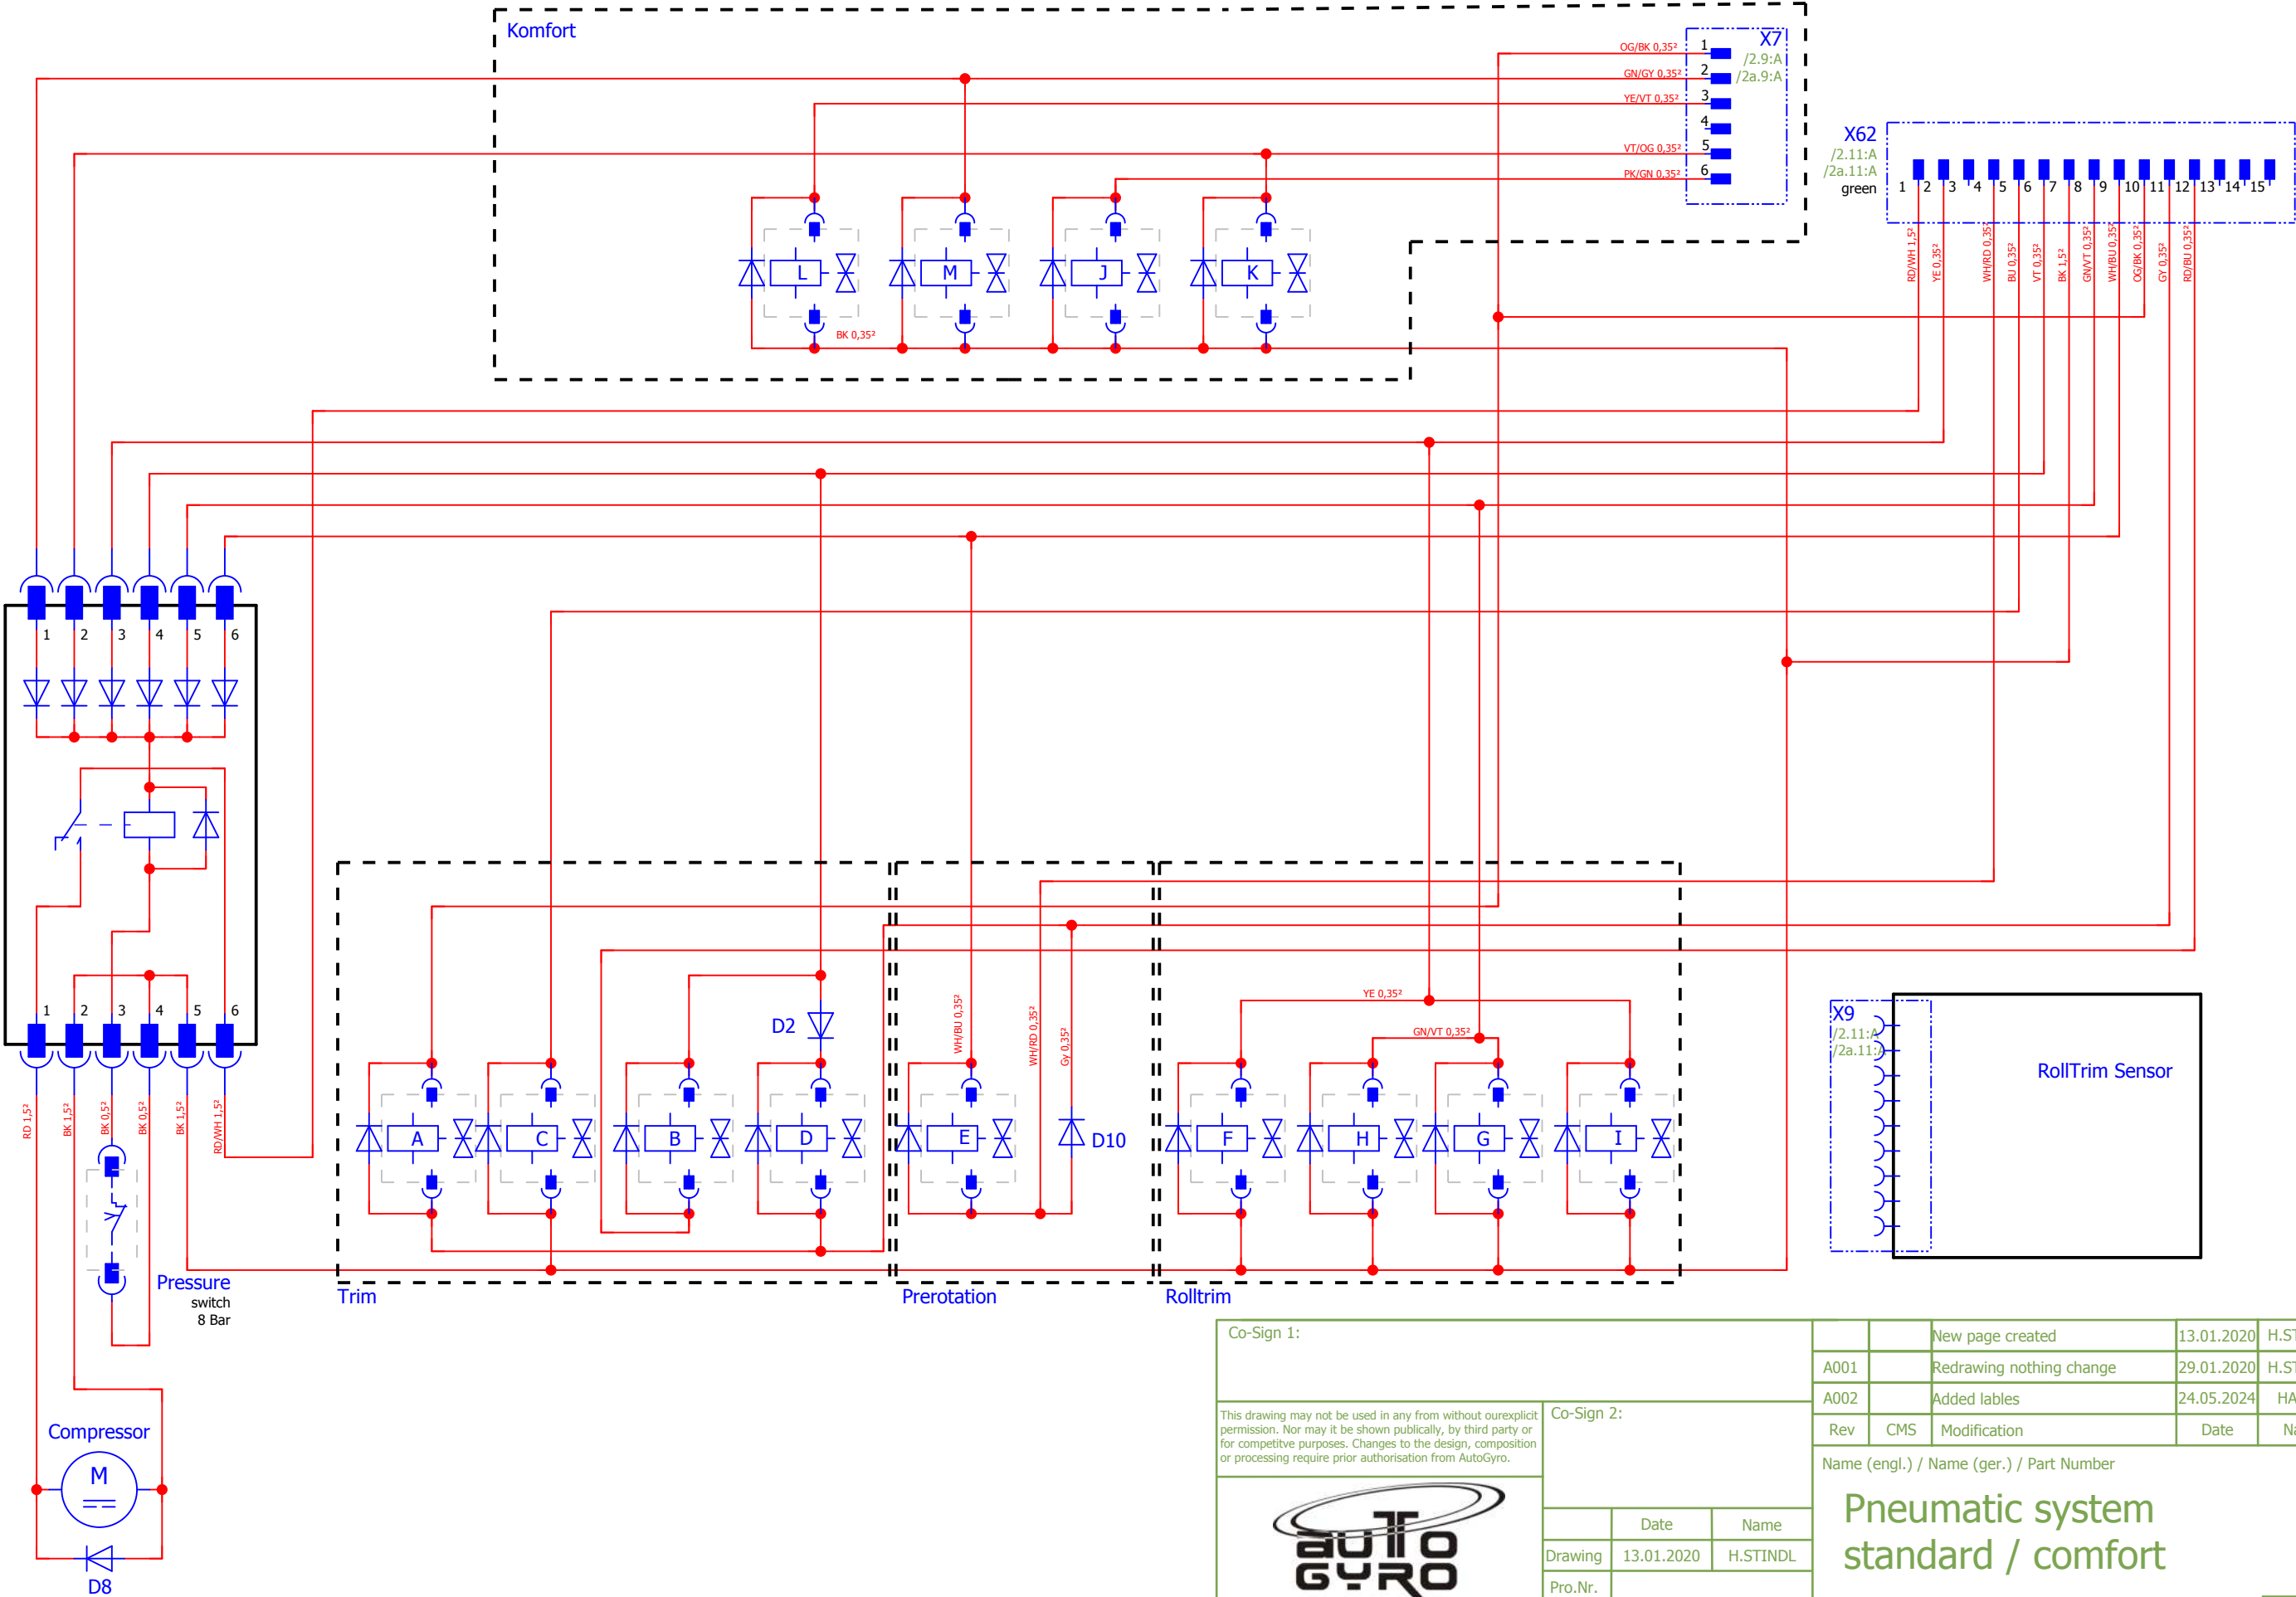 Komfort
OG/BK 0,35²
1
X7
/2.9:A
GN/GY 0,35²
2
/2a.9:A
YE/VT 0,35²
3
4
VT/OG 0,35²
5
PK/GN 0,35²
6
X62
/2.11:A
/2a.11:A
green
1 2 3 4 5 6 7 8 9 10 11 12 13 14 15
RD/WH 1,5²
YE 0,35²
WH/RD 0,35²
BU 0,35²
VT 0,35²
BK 1,5²
GN/VT 0,35²
WH/BU 0,35²
OG/BK 0,35²
GY 0,35²
RD/BU 0,35²
L M J K
BK 0,35²
1 2 3 4 5 6
1 2 3 4 5 6
RD 1,5²
BK 1,5²
BK 0,5²
BK 0,5²
BK 1,5²
RD/WH 1,5²
D2
WH/BU 0,35²
WH/RD 0,35²
Gy 0,35²
YE 0,35²
GN/VT 0,35²
A C B D E
D10
F H G I
X9
/2.11:A
/2a.11:A
RollTrim Sensor
Pressure
switch
8 Bar
Trim
Prerotation
Rolltrim
Compressor
M
D8
Co-Sign 1:
This drawing may not be used in any from without ourexplicit
permission. Nor may it be shown publically, by third party or
for competitve purposes. Changes to the design, composition
or processing require prior authorisation from AutoGyro.
Co-Sign 2:
New page created 13.01.2020 H.ST
A001 Redrawing nothing change 29.01.2020 H.ST
A002 Added lables 24.05.2024 HA
Rev CMS Modification Date Na
Name (engl.) / Name (ger.) / Part Number
Pneumatic system
standard / comfort
Date Name
Drawing 13.01.2020 H.STINDL
Pro.Nr.
auTTo
GYRO